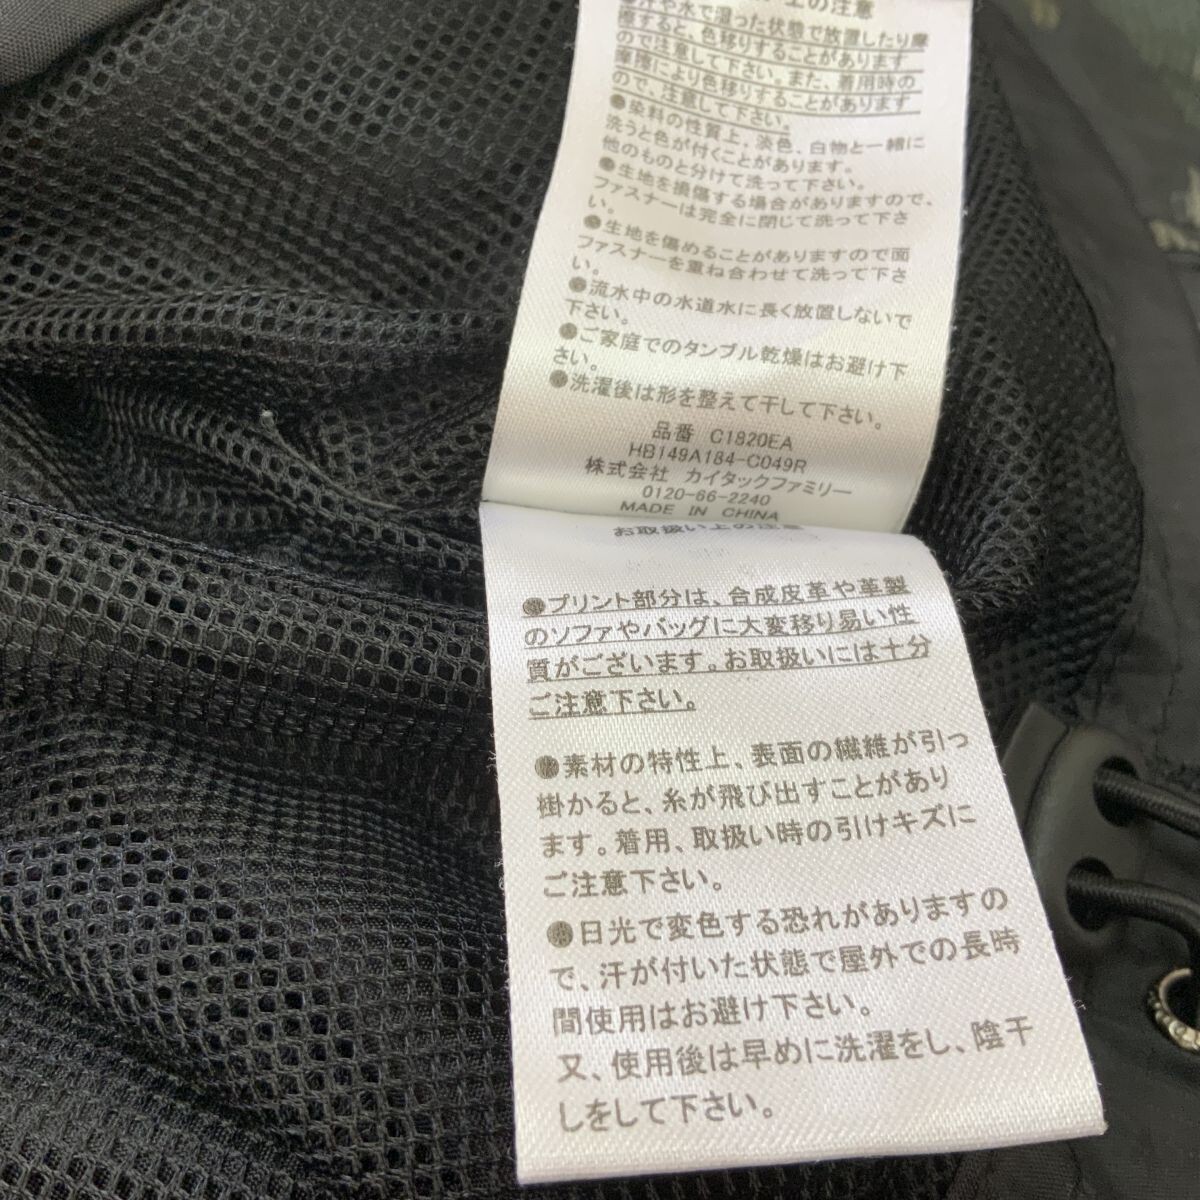 上の注意
汗や水で湿った状態で放置したり摩
擦すると、色移りすることがあります
ので注意して下さい。また、着用時の
摩擦により色移りすることがあります
ので、注意して下さい。
●染料の性質上、淡色、白物と一緒に
洗うと色が付くことがあります。
他のものと分けて洗って下さい。
●生地を損傷する場合がありますので、
ファスナーは完全に閉じて洗って下さ
い。
●生地を傷めることがありますので面
ファスナーを重ね合わせて洗って下さ
い。
●流水中の水道水に長く放置しないで
下さい。
●ご家庭でのタンブル乾燥はお避け下
さい。
●洗濯後は形を整えて干して下さい。
品番 C1820EA
HB149A184-C049R
株式会社 カイタックファミリー
0120-66-2240
MADE IN CHINA
お取扱い上の注意
●プリント部分は、合成皮革や革製
のソファやバッグに大変移り易い性
質がございます。お取扱いには十分
ご注意下さい。
●素材の特性上、表面の繊維が引っ
掛かると、糸が飛び出すことがあり
ます。着用、取扱い時の引けキズに
ご注意下さい。
●日光で変色する恐れがありますの
で、汗が付いた状態で屋外での長時
間使用はお避け下さい。
又、使用後は早めに洗濯をし、陰干
しをして下さい。